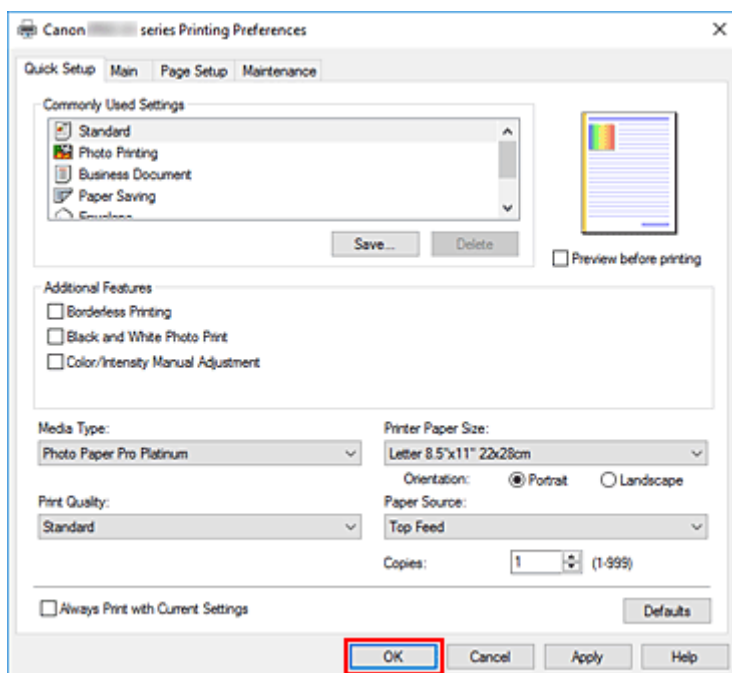 Canon series Printing Preferences
Quick Setup Main Page Setup Maintenance
Commonly Used Settings
Standard
Photo Printing
Business Document
Paper Saving
Envelope
Save... Delete
Preview before printing
Additional Features
Borderless Printing
Black and White Photo Print
Color/Intensity Manual Adjustment
Media Type: Printer Paper Size:
Photo Paper Pro Platinum Letter 8.5"x11" 22x28cm
Orientation: Portrait Landscape
Print Quality: Paper Source:
Standard Top Feed
Copies: 1 (1-999)
Always Print with Current Settings Defaults
OK Cancel Apply Help